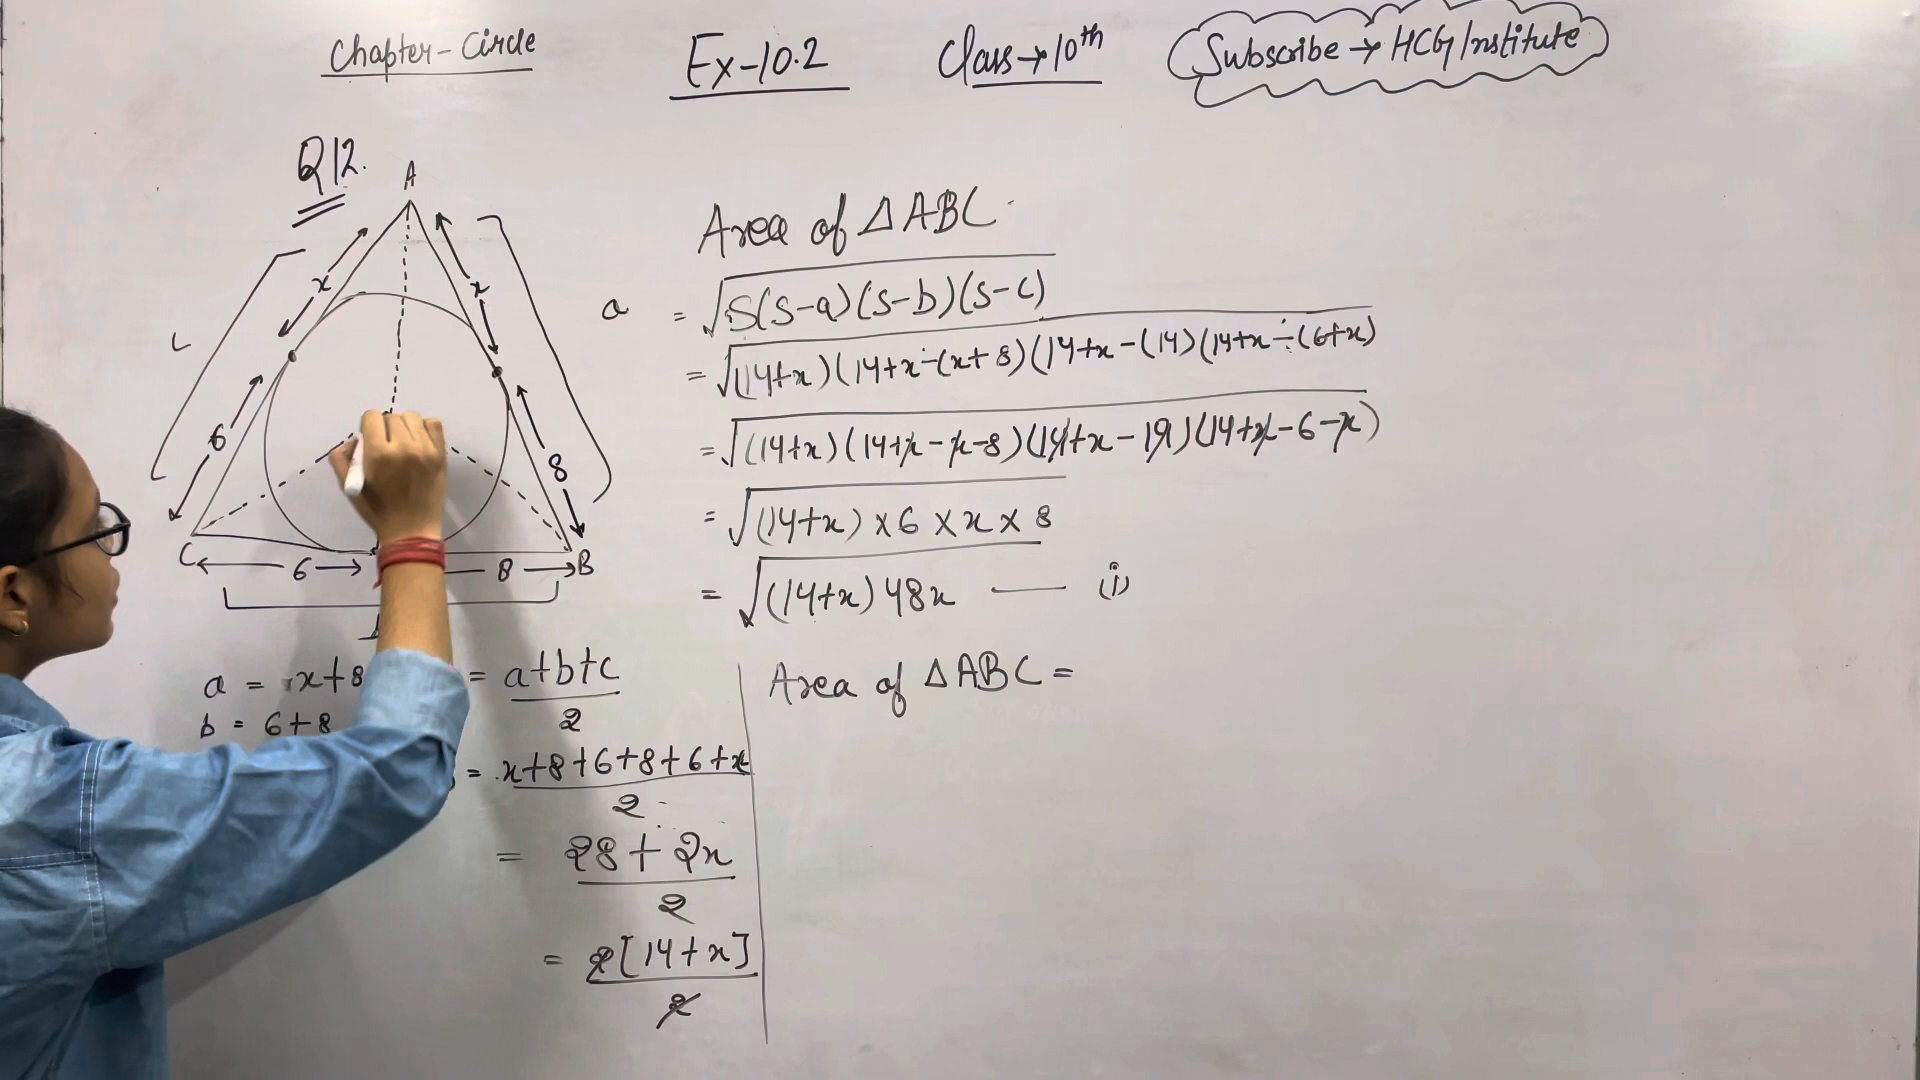 Chapter-Circle
Ex-10.2
Class→10th
Subscribe → HCG Institute
Q12.
A
x
x
6
8
C
6
8
B
a
Area of △ABC
= √S(S-a)(S-b)(S-c)
= √(14+x)(14+x-(x+8)(14+x-(14)(14+x-(6+x)
= √(14+x)(14+x-x-8)(14+x-14)(14+x-6-x)
= √(14+x)×6×x×8
= √(14+x)48x —— (i)
a = x+8
b = 6+8
= a+b+c
2
= x+8+6+8+6+x
2
= 28+2x
2
= 2[14+x]
2
Area of △ABC =